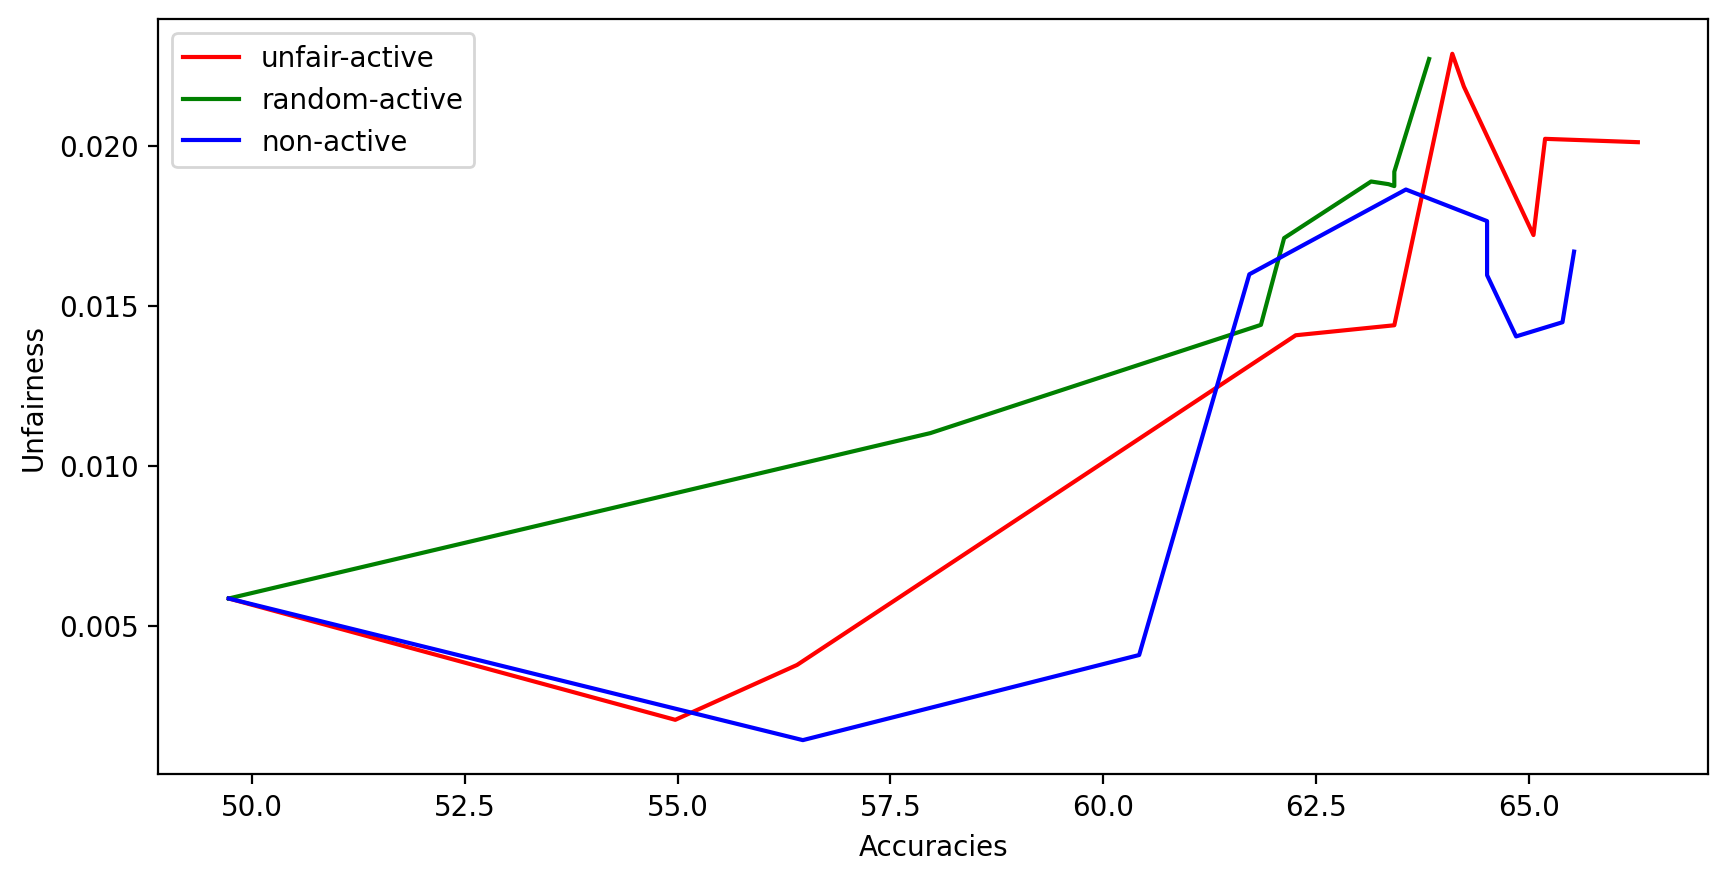 unfair-active
random-active
non-active
0.020
0.015
0.010
0.005
Unfairness
50.0 52.5 55.0 57.5 60.0 62.5 65.0
Accuracies